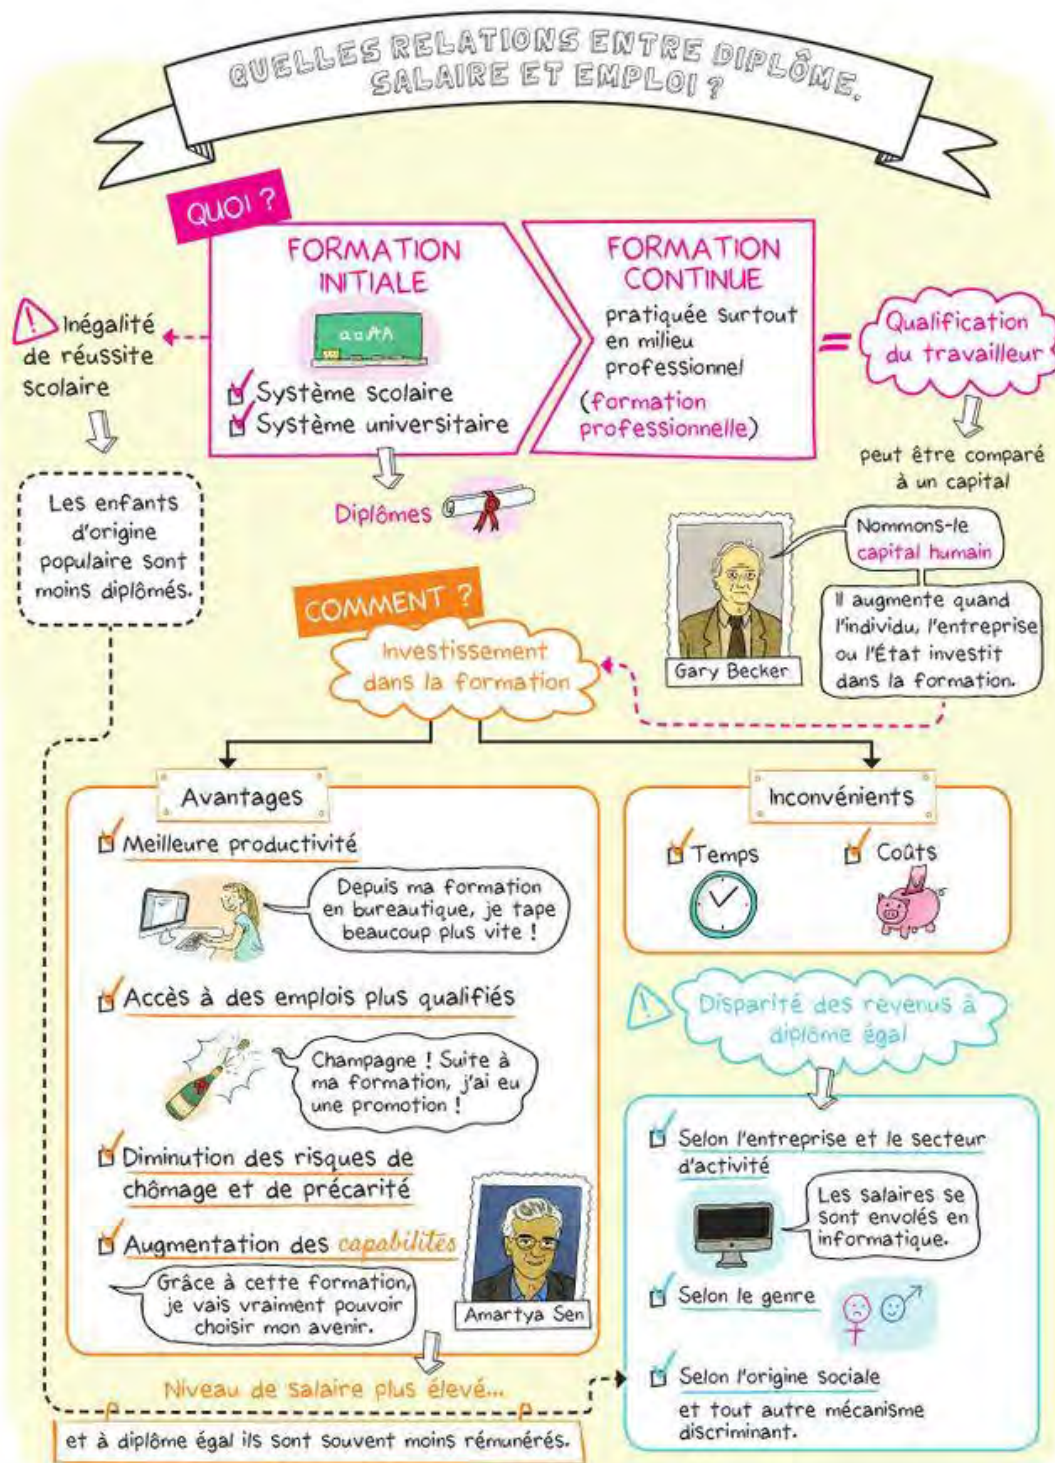 QUELLES RELATIONS ENTRE DIPLÔME,
SALAIRE ET EMPLOI ?
QUOI ?
FORMATION
INITIALE
aoAA
Système scolaire
Système universitaire
FORMATION
CONTINUE
pratiquée surtout
en milieu
professionnel
(formation
professionnelle)
=
Qualification
du travailleur
peut être comparé
à un capital
! Inégalité
de réussite
scolaire
Les enfants
d'origine
populaire sont
moins diplômés.
Diplômes
Nommons-le
capital humain
Il augmente quand
l'individu, l'entreprise
ou l'État investit
dans la formation.
Gary Becker
COMMENT ?
Investissement
dans la formation
Avantages
Meilleure productivité
Depuis ma formation
en bureautique, je tape
beaucoup plus vite !
Accès à des emplois plus qualifiés
Champagne ! Suite à
ma formation, j'ai eu
une promotion !
Diminution des risques de
chômage et de précarité
Augmentation des capabilités
Grâce à cette formation,
je vais vraiment pouvoir
choisir mon avenir.
Amartya Sen
Niveau de salaire plus élevé...
et à diplôme égal ils sont souvent moins rémunérés.
Inconvénients
Temps
Coûts
! Disparité des revenus à
diplôme égal
Selon l'entreprise et le secteur
d'activité
Les salaires se
sont envolés en
informatique.
Selon le genre
Selon l'origine sociale
et tout autre mécanisme
discriminant.